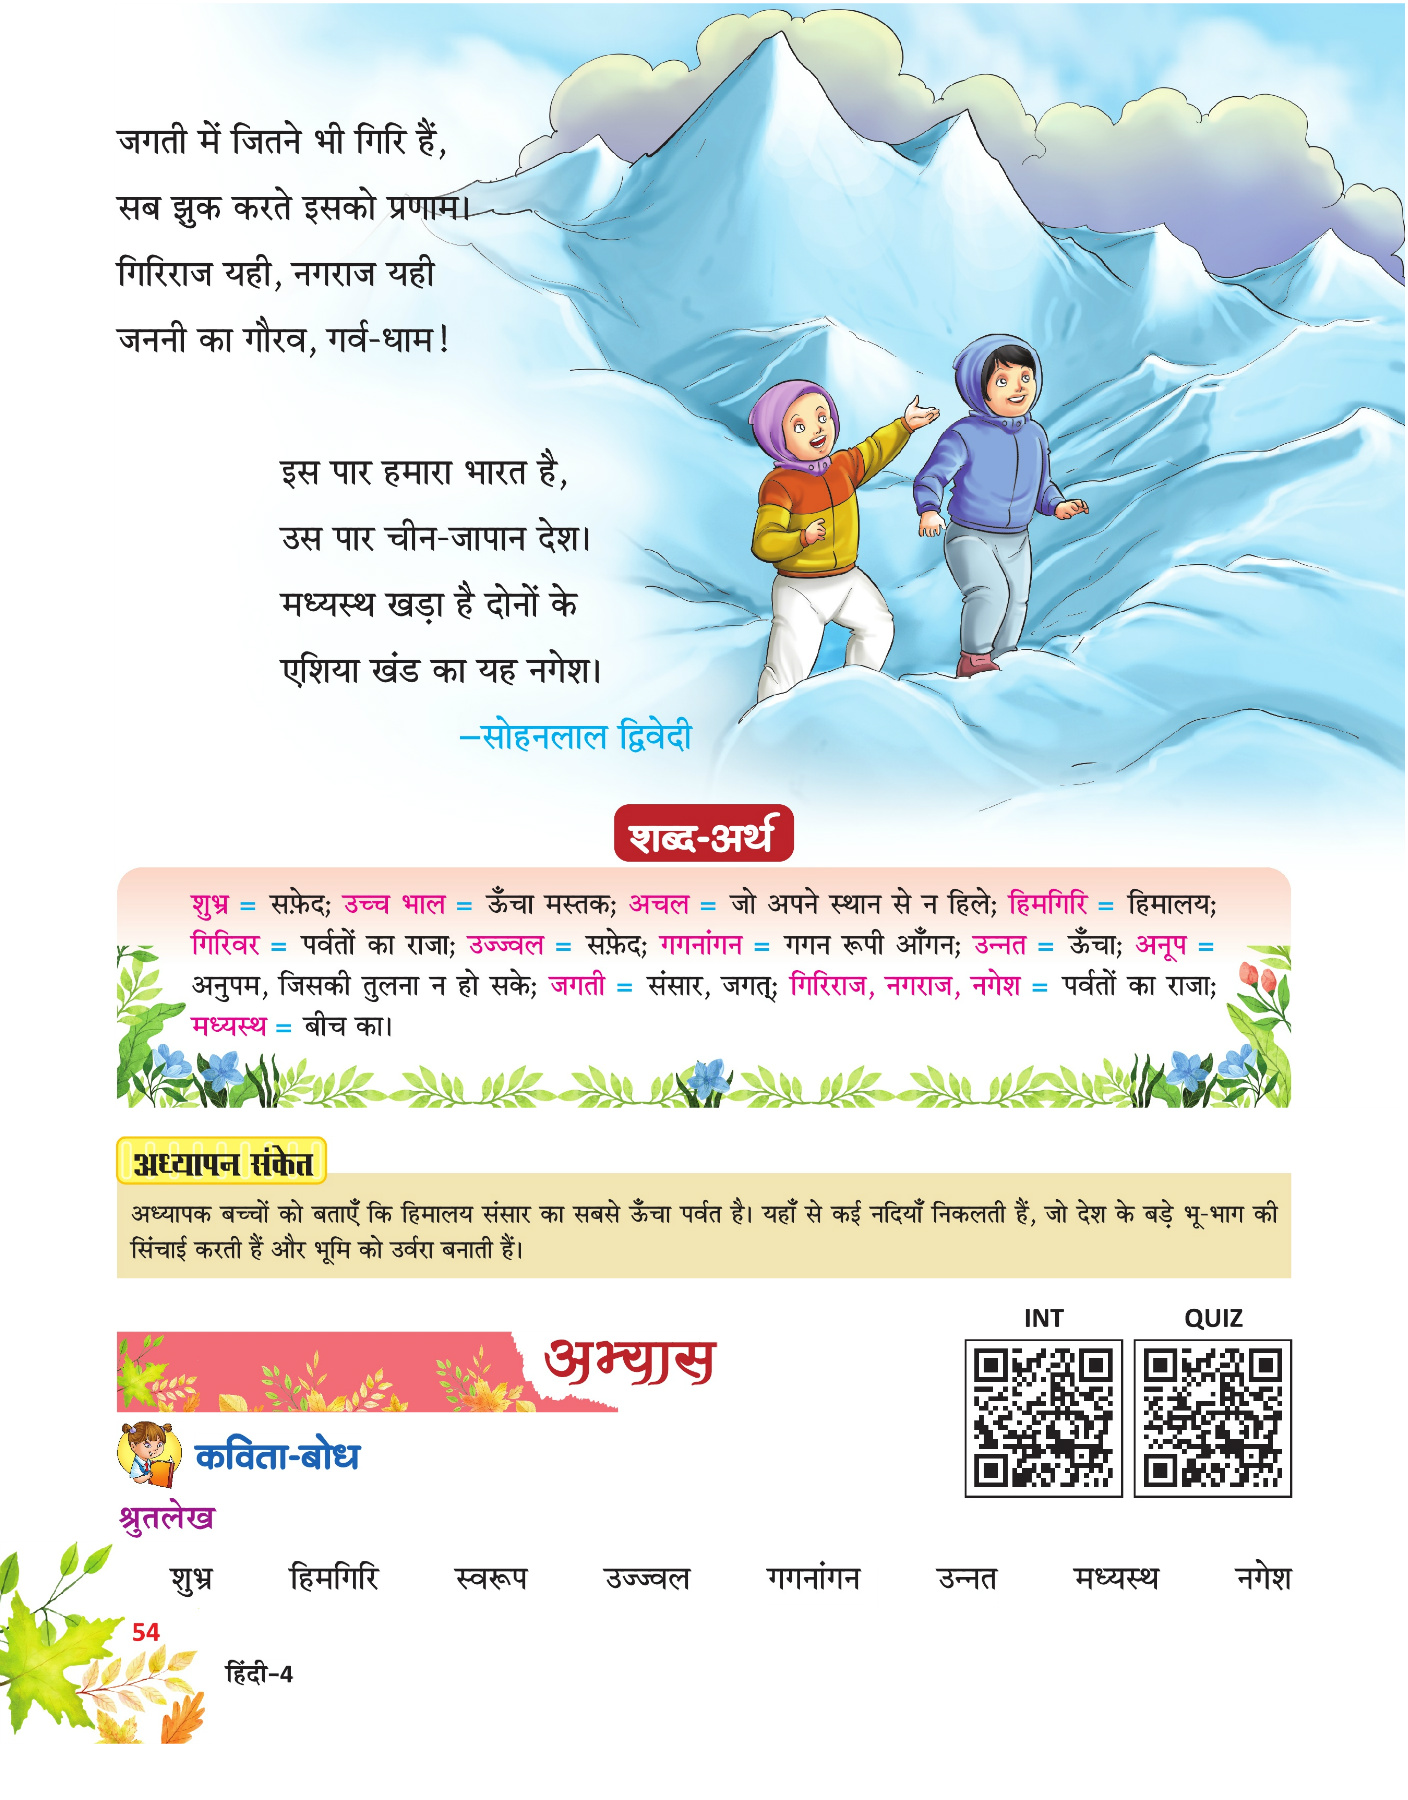 जगती में जितने भी गिरि हैं,
सब झुक करते इसको प्रणाम।
गिरिराज यही, नगराज यही
जननी का गौरव, गर्व-धाम!
इस पार हमारा भारत है,
उस पार चीन-जापान देश।
मध्यस्थ खड़ा है दोनों के
एशिया खंड का यह नगेश।
–सोहनलाल द्विवेदी
शब्द-अर्थ
शुभ्र = सफ़ेद; उच्च भाल = ऊँचा मस्तक; अचल = जो अपने स्थान से न हिले; हिमगिरि = हिमालय;
गिरिवर = पर्वतों का राजा; उज्ज्वल = सफ़ेद; गगनांगन = गगन रूपी आँगन; उन्नत = ऊँचा; अनूप =
अनुपम, जिसकी तुलना न हो सके; जगती = संसार, जगत्; गिरिराज, नगराज, नगेश = पर्वतों का राजा;
मध्यस्थ = बीच का।
अध्यापन संकेत
अध्यापक बच्चों को बताएँ कि हिमालय संसार का सबसे ऊँचा पर्वत है। यहाँ से कई नदियाँ निकलती हैं, जो देश के बड़े भू-भाग की
सिंचाई करती हैं और भूमि को उर्वरा बनाती हैं।
INT QUIZ
अभ्यास
कविता-बोध
श्रुतलेख
शुभ्र हिमगिरि स्वरूप उज्ज्वल गगनांगन उन्नत मध्यस्थ नगेश
54
हिंदी–4